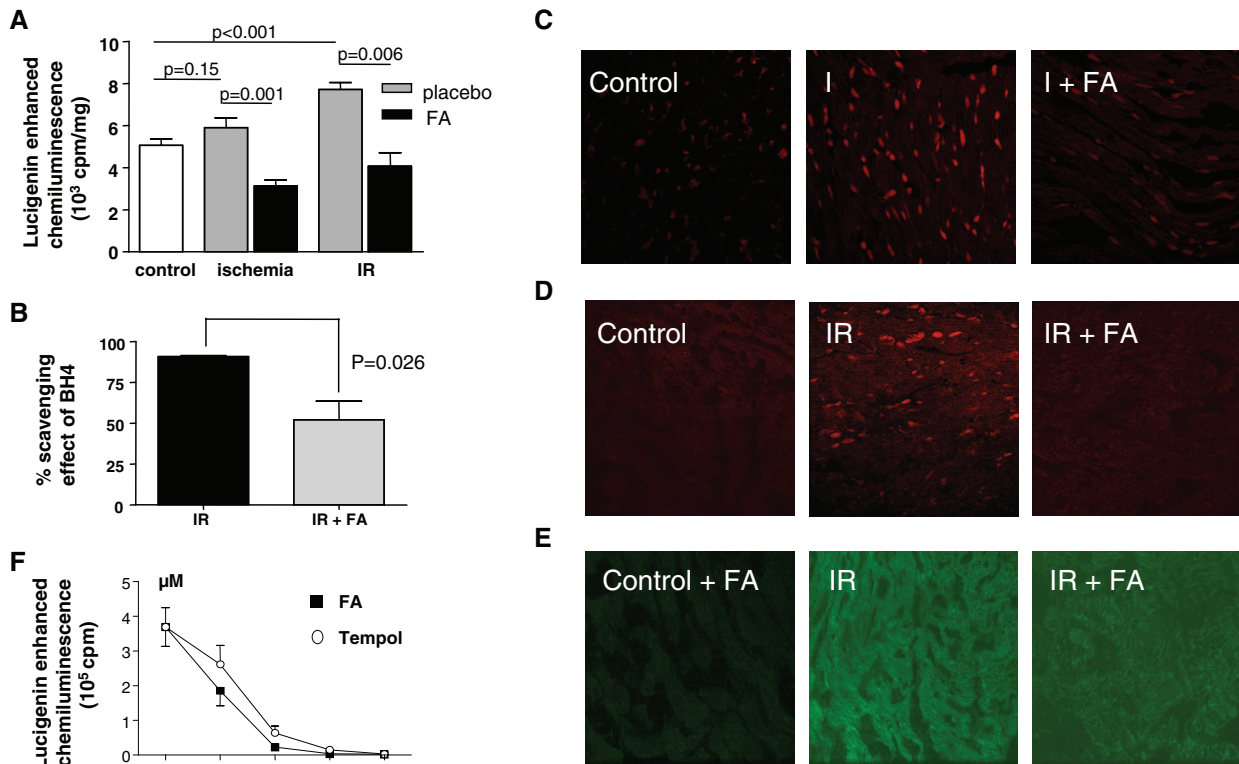 A
Lucigenin enhanced
chemiluminescence
(10³ cpm/mg)
10
8
6
4
2
0
p<0.001
p=0.15
p=0.001
p=0.006
placebo
FA
control
ischemia
IR
B
% scavenging
effect of BH4
100
75
50
25
0
P=0.026
IR
IR + FA
F
Lucigenin enhanced
chemiluminescence
(10⁵ cpm)
5
4
3
2
1
0
µM
FA
Tempol
C
Control
I
I + FA
D
Control
IR
IR + FA
E
Control + FA
IR
IR + FA